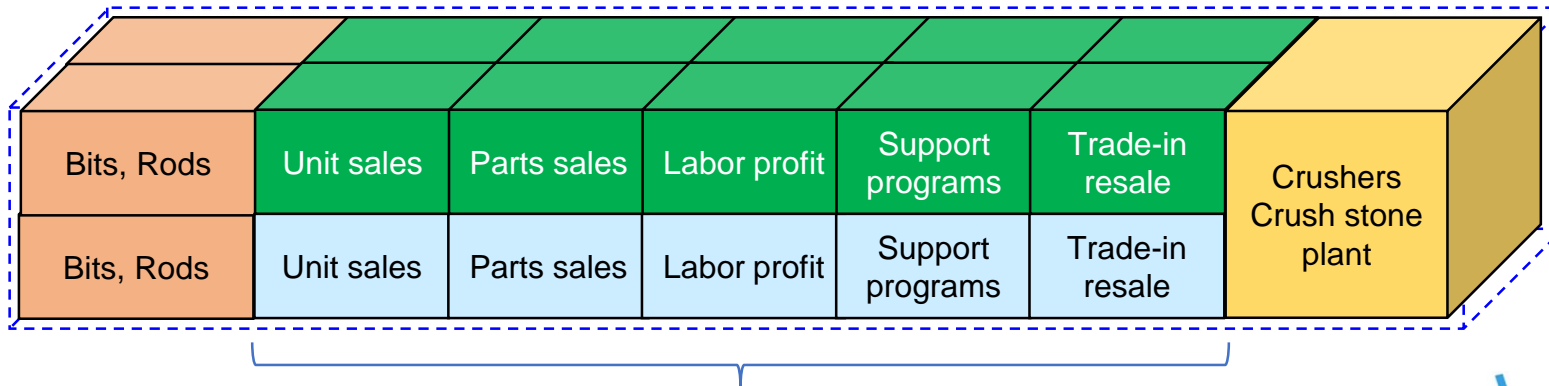 Bits, Rods
Unit sales
Parts sales
Labor profit
Support
programs
Trade-in
resale
Crushers
Crush stone
plant
Bits, Rods
Unit sales
Parts sales
Labor profit
Support
programs
Trade-in
resale